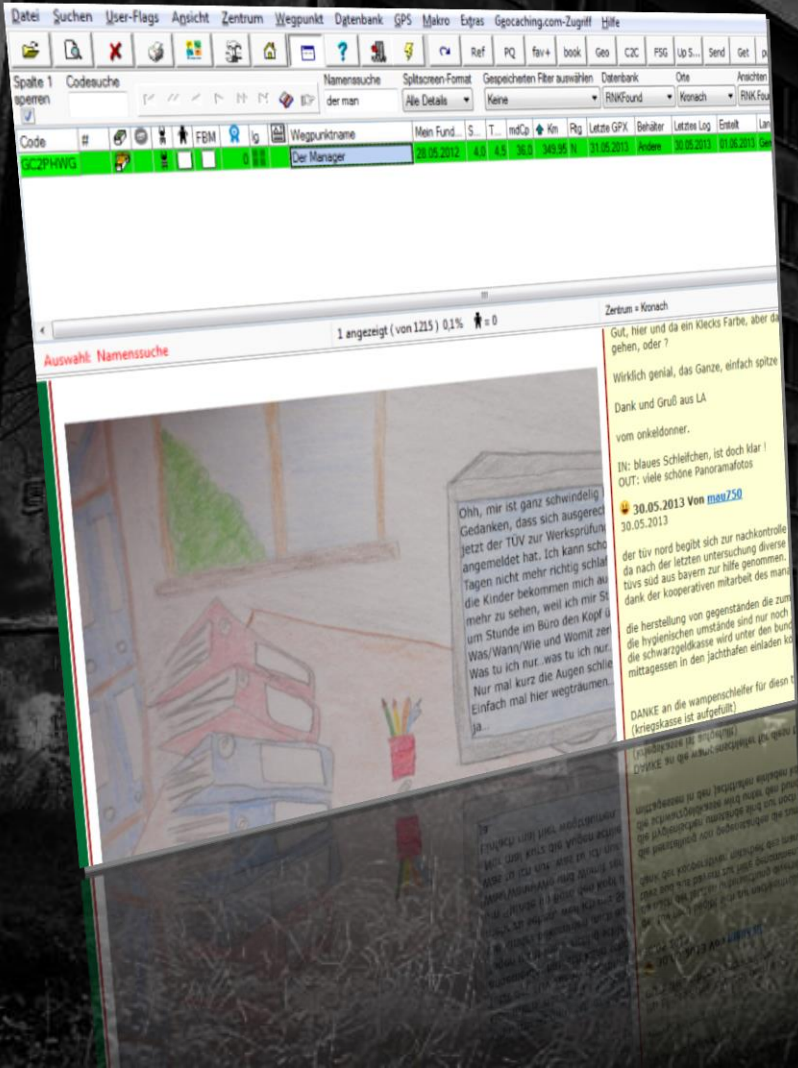 Datei Suchen User-Flags Ansicht Zentrum Wegpunkt Datenbank GPS Makro Extras Geocaching.com-Zugriff Hilfe
Ref PQ fav+ book Geo C2C FSG Up S... Send Get
Spalte 1 sperren Codesuche Namenssuche Splitscreen-Format Gespeicherten Filter auswählen Datenbank Orte Ansichten
der man Alle Details Keine RNKFound Kronach RNK Fou
Code # FBM Ig Wegpunktname Mein Fund... S... T... mdCp Km Rtg Letzte GPX Behälter Letztes Log Erstellt Lan
GC2PHWG 0 Der Manager 28.05.2012 4,0 4,5 36,0 349,95 N 31.05.2013 Andere 30.05.2013 01.06.2013 Ger
1 angezeigt ( von 1215 ) 0,1% = 0 Zentrum = Kronach
Auswahl: Namenssuche
Ohh, mir ist ganz schwindelig
Gedanken, dass sich ausgerec
jetzt der TÜV zur Werksprüfun
angemeldet hat. Ich kann scho
Tagen nicht mehr richtig schla
die Kinder bekommen mich au
mehr zu sehen, weil ich mir St
um Stunde im Büro den Kopf ü
Was/Wann/Wie und Womit zer
Was tu ich nur..was tu ich nur.
Nur mal kurz die Augen schlie
Einfach mal hier wegträumen..
ja...
Gut, hier und da ein Klecks Farbe, aber da
gehen, oder ?
Wirklich genial, das Ganze, einfach spitze
Dank und Gruß aus LA
vom onkeldonner.
IN: blaues Schleifchen, ist doch klar !
OUT: viele schöne Panoramafotos
30.05.2013 Von mau750
30.05.2013
der tüv nord begibt sich zur nachkontrolle
da nach der letzten untersuchung diverse
tüvs süd aus bayern zur hilfe genommen.
dank der kooperativen mitarbeit des mana
die herstellung von gegenständen die zum
die hygienischen umstände sind nur noch
die schwarzgeldkasse wird unter den bund
mittagessen in den jachthafen einladen ko
DANKE an die wampenschleifer für diesn t
(kriegskasse ist aufgefüllt)